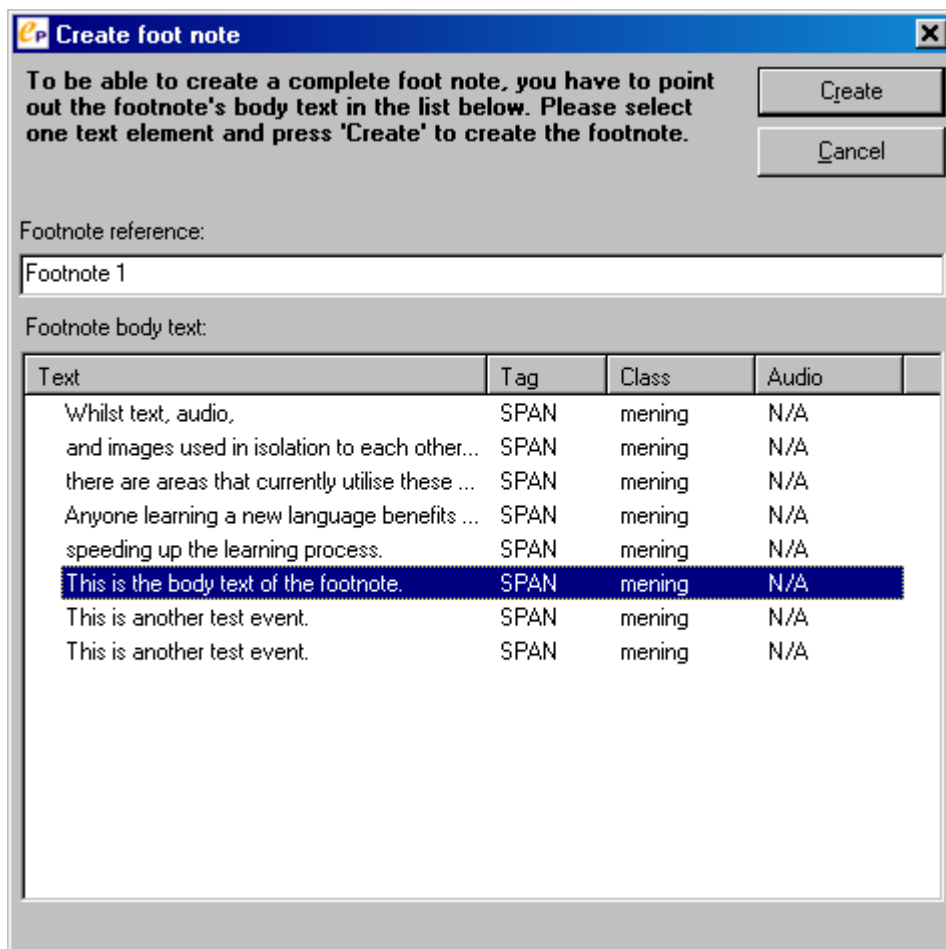 eP Create foot note
To be able to create a complete foot note, you have to point
out the footnote's body text in the list below. Please select
one text element and press 'Create' to create the footnote.
Create
Cancel
Footnote reference:
Footnote 1
Footnote body text:
Text Tag Class Audio
Whilst text, audio, SPAN mening N/A
and images used in isolation to each other... SPAN mening N/A
there are areas that currently utilise these ... SPAN mening N/A
Anyone learning a new language benefits ... SPAN mening N/A
speeding up the learning process. SPAN mening N/A
This is the body text of the footnote. SPAN mening N/A
This is another test event. SPAN mening N/A
This is another test event. SPAN mening N/A